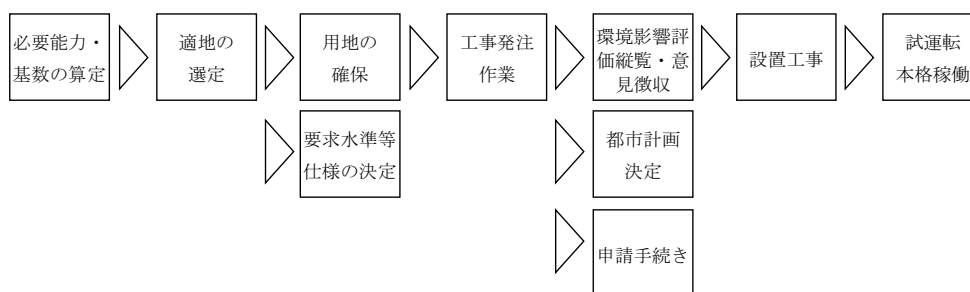 必要能力・
基数の算定
適地の
選定
用地の
確保
工事発注
作業
環境影響評
価縦覧・意
見徴収
設置工事
試運転
本格稼働
要求水準等
仕様の決定
都市計画
決定
申請手続き